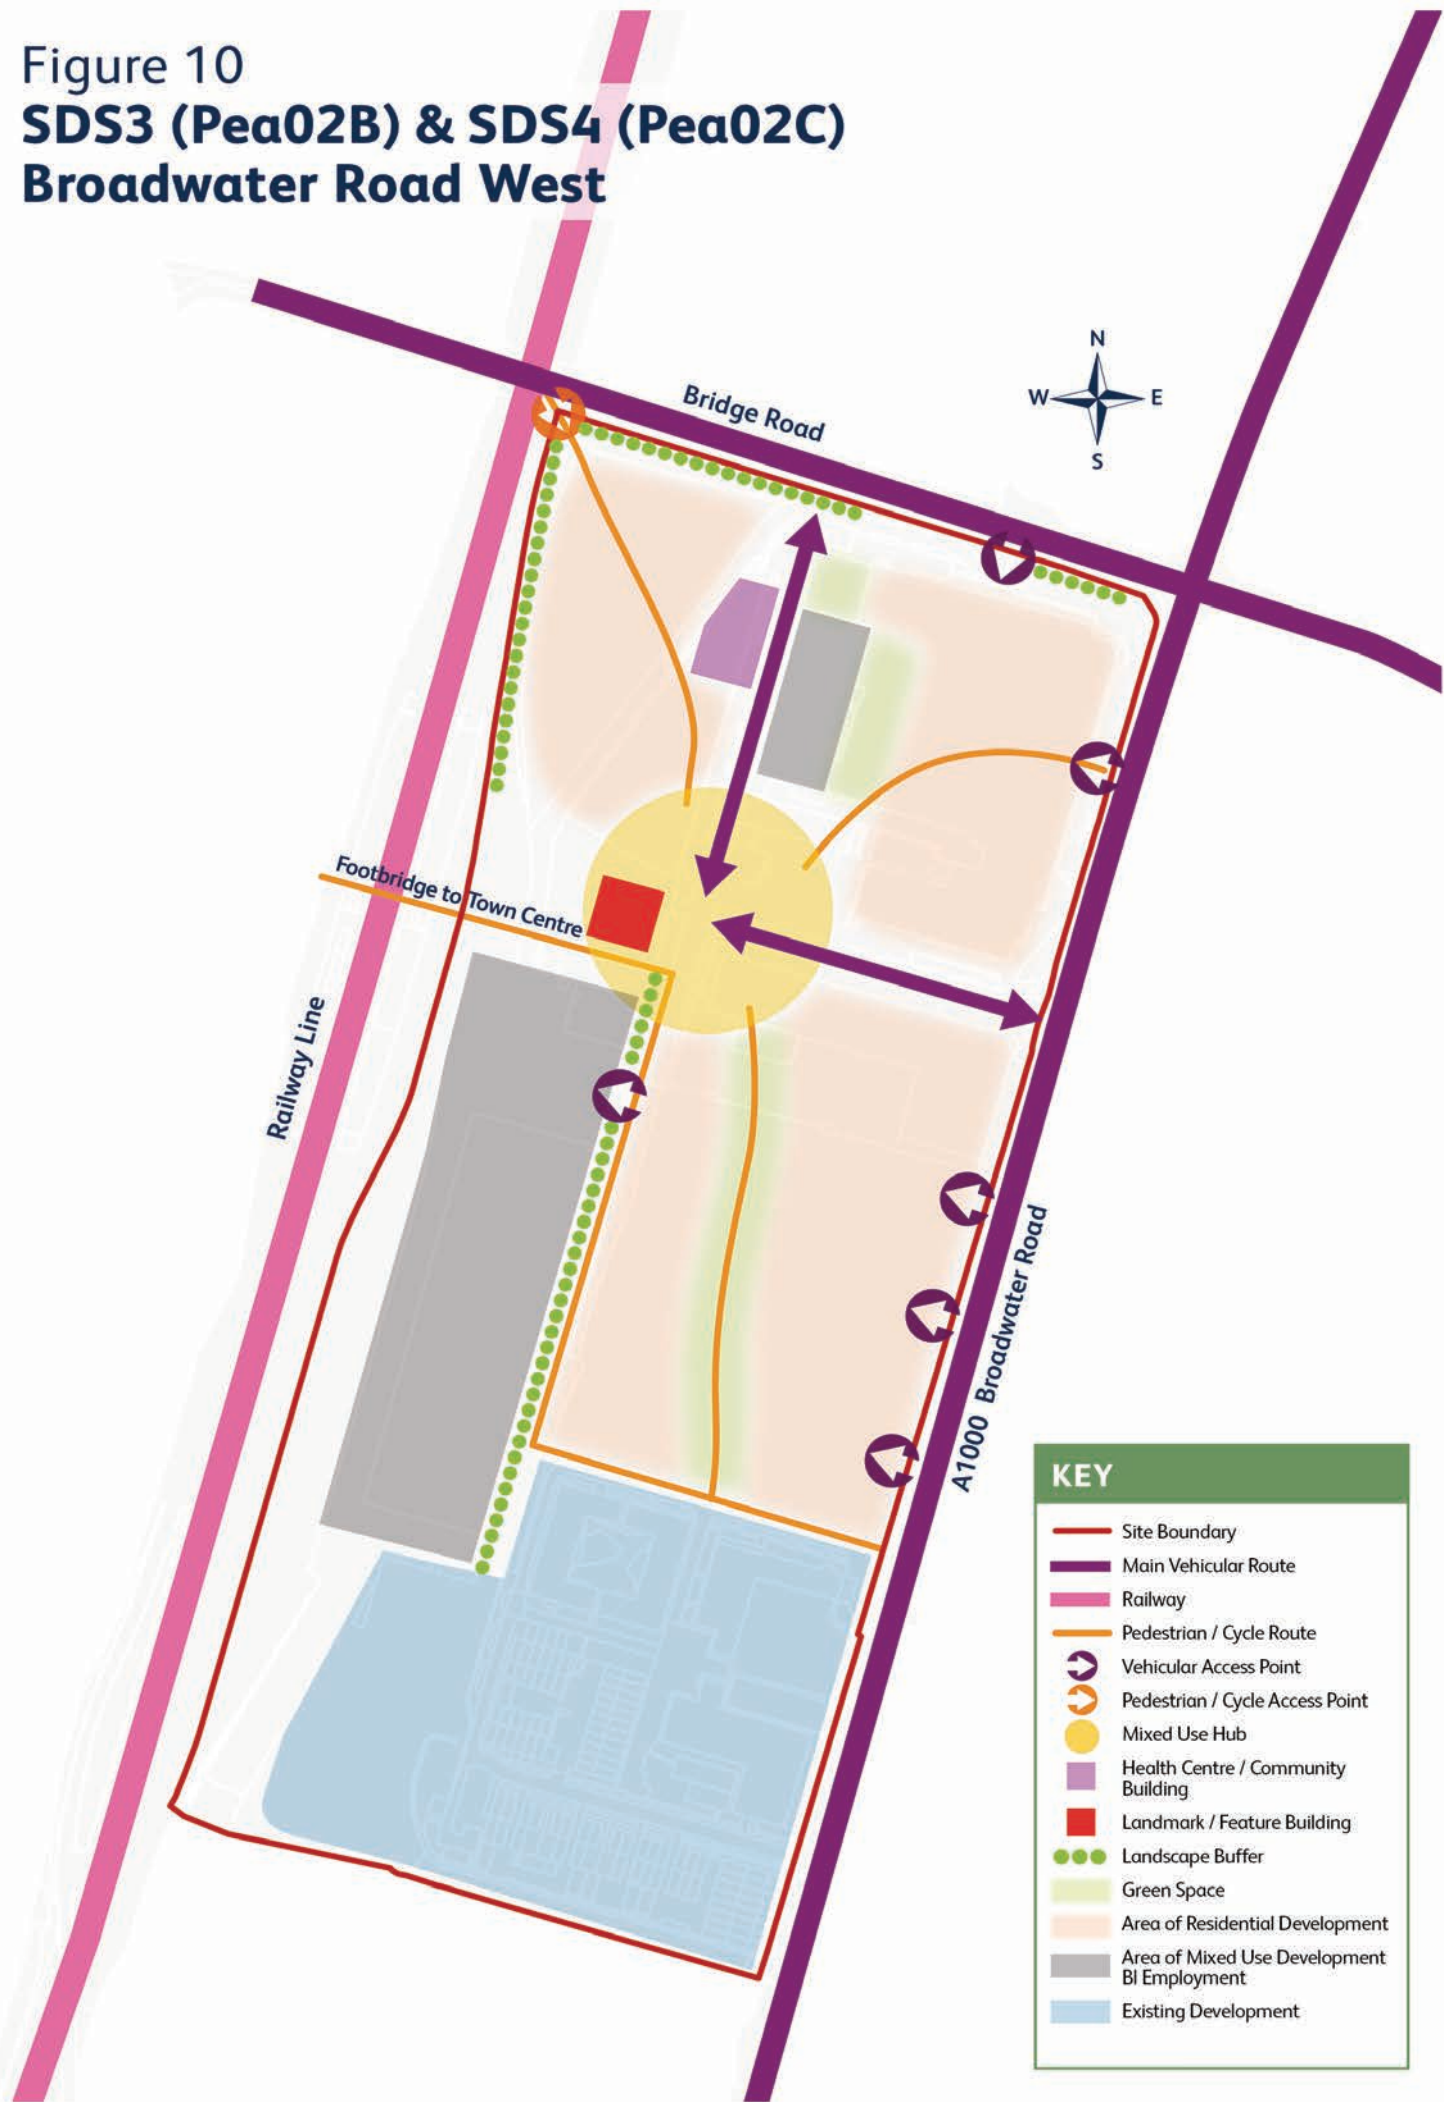 Figure 10
SDS3 (Pea02B) & SDS4 (Pea02C)
Broadwater Road West
N
W
E
S
Bridge Road
Footbridge to Town Centre
Railway Line
A1000 Broadwater Road
KEY
Site Boundary
Main Vehicular Route
Railway
Pedestrian / Cycle Route
Vehicular Access Point
Pedestrian / Cycle Access Point
Mixed Use Hub
Health Centre / Community
Building
Landmark / Feature Building
Landscape Buffer
Green Space
Area of Residential Development
Area of Mixed Use Development
BI Employment
Existing Development